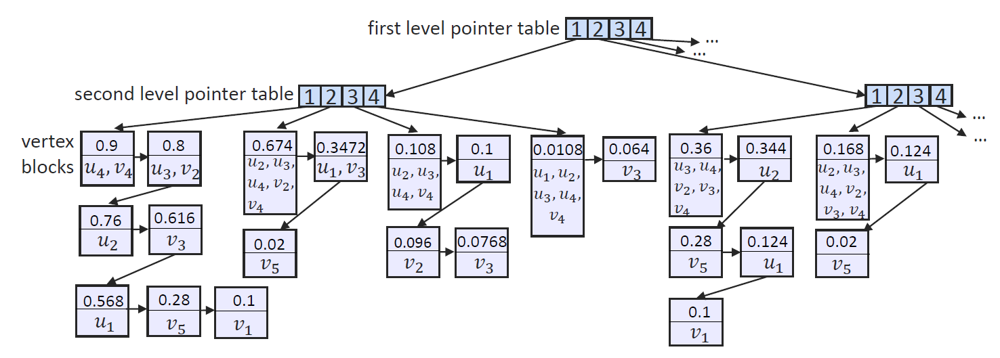 first level pointer table 1 2 3 4 ...
...
second level pointer table 1 2 3 4
1 2 3 4
...
...
vertex
blocks
0.9
u₄, v₄
0.8
u₃, v₂
0.76
u₂
0.616
v₃
0.568
u₁
0.28
v₅
0.1
v₁
0.674
u₂, u₃,
u₄, v₂,
v₄
0.3472
u₁, v₃
0.02
v₅
0.108
u₂, u₃,
u₄, v₄
0.1
u₁
0.096
v₂
0.0768
v₃
0.0108
u₁, u₂,
u₃, u₄,
v₄
0.064
v₃
0.36
u₃, u₄,
v₂, v₃,
v₄
0.344
u₂
0.28
v₅
0.124
u₁
0.1
v₁
0.168
u₂, u₃,
u₄, v₂,
v₃, v₄
0.124
u₁
0.02
v₅